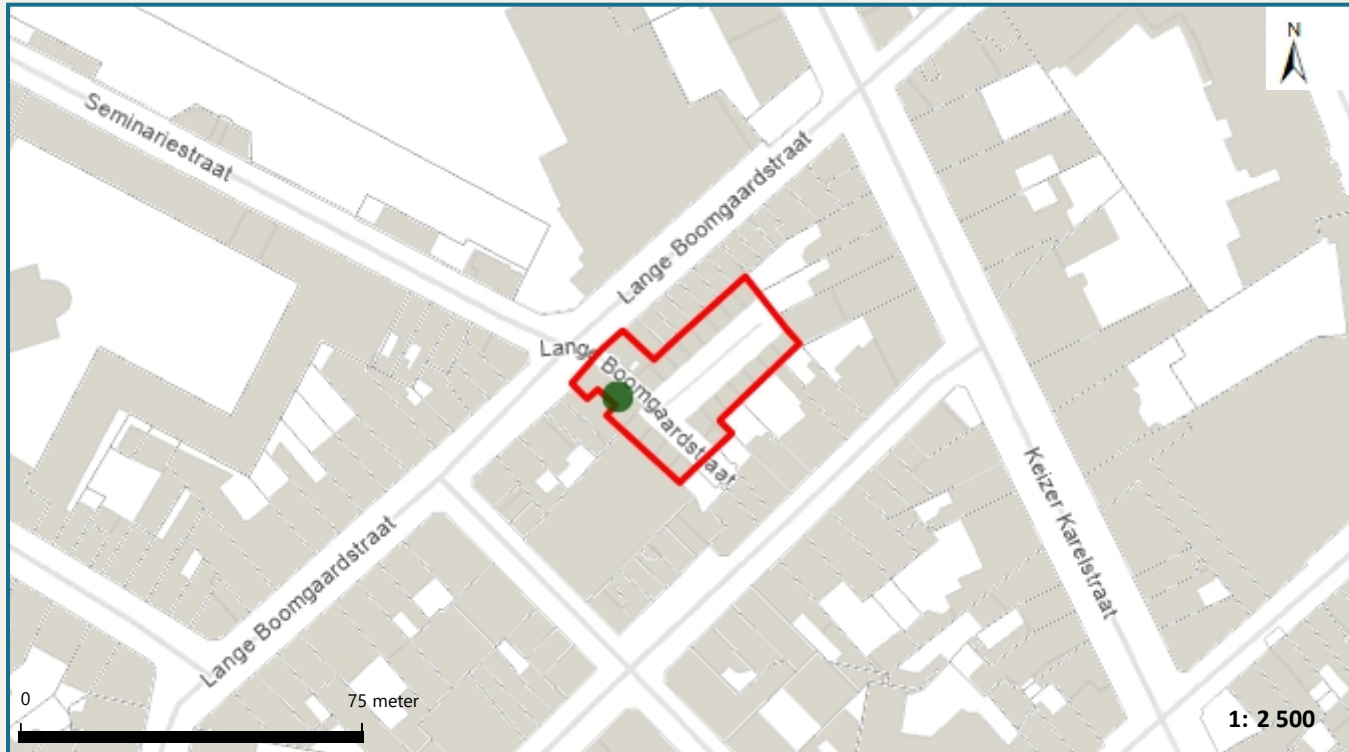 N
Seminariestraat
Lange Boomgaardstraat
Lange Boomgaardstraat
Keizer Karelstraat
Lange Boomgaardstraat
0
75 meter
1: 2 500